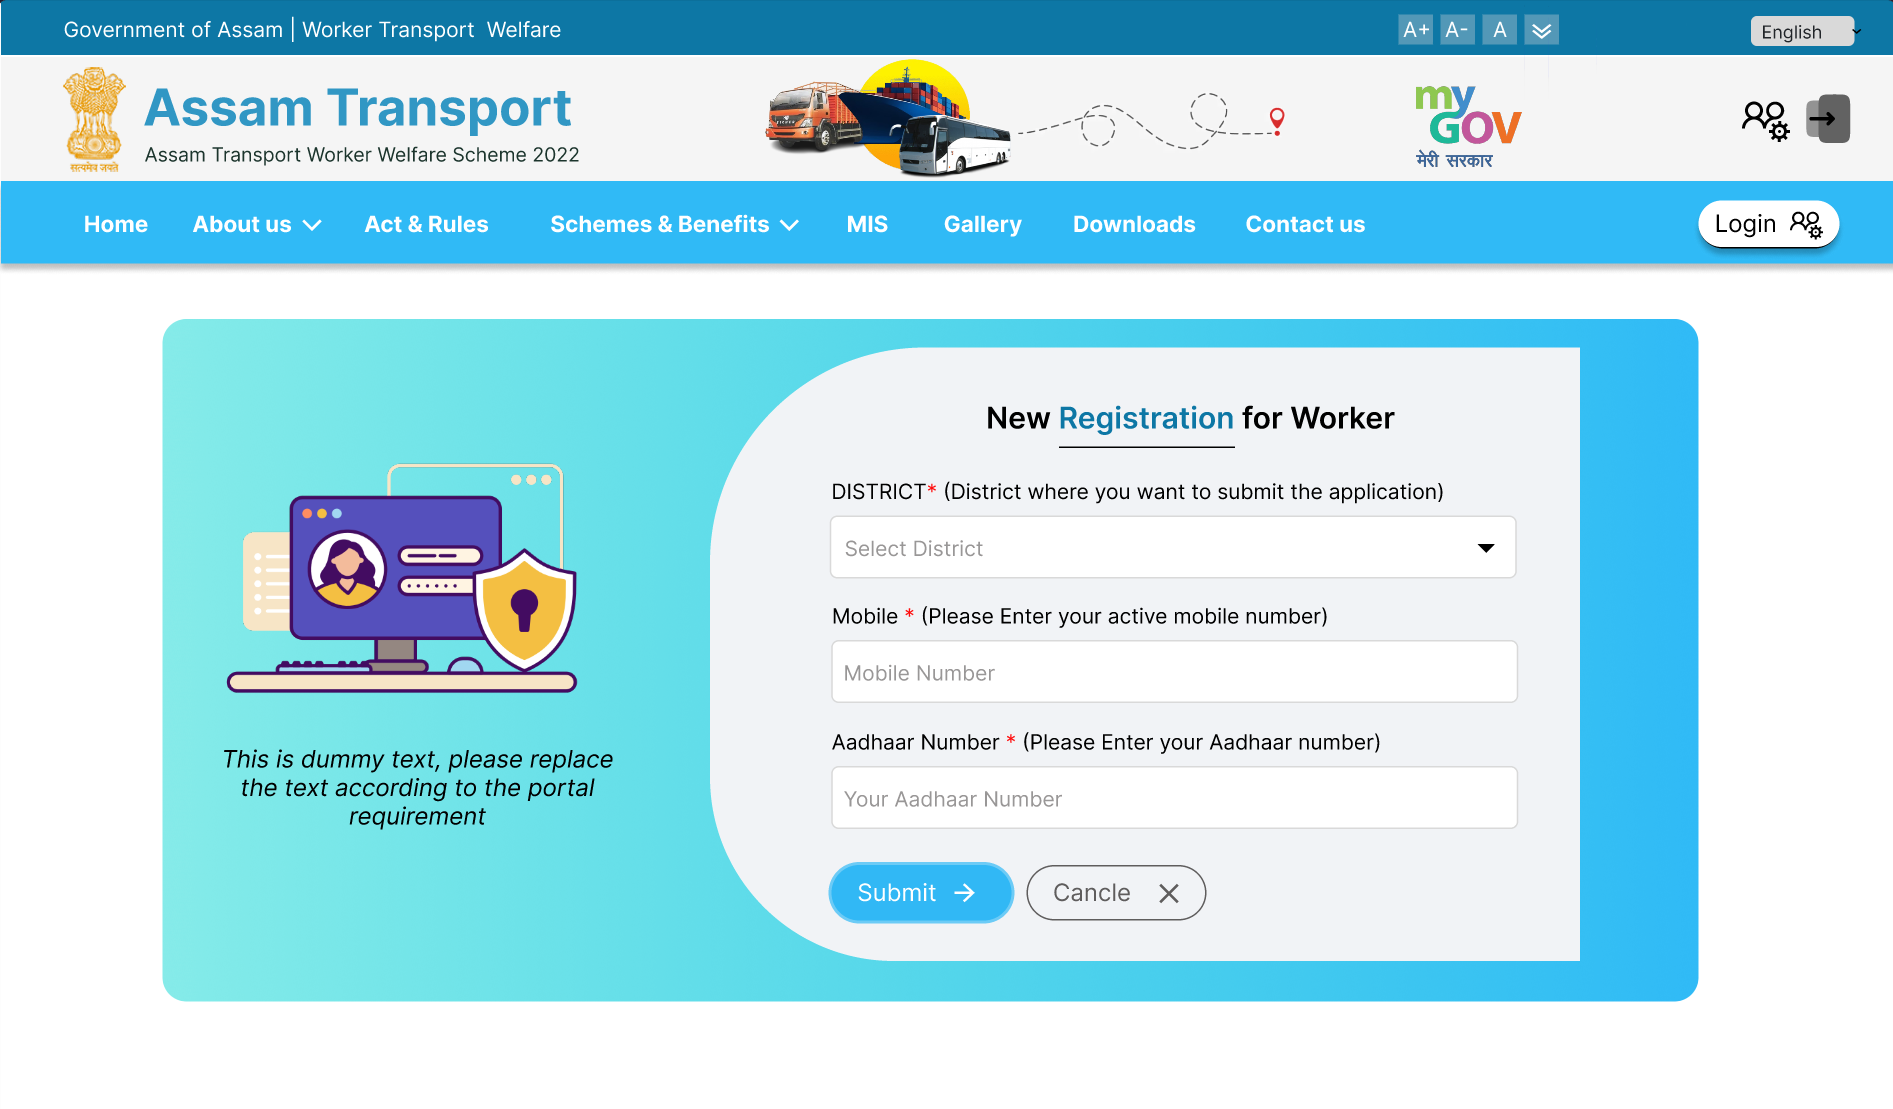 Government of Assam | Worker Transport Welfare
A+ A- A
English
Assam Transport
Assam Transport Worker Welfare Scheme 2022
सत्यमेव जयते
my
GOV
मेरी सरकार
Home About us Act & Rules Schemes & Benefits MIS Gallery Downloads Contact us
Login
New Registration for Worker
DISTRICT* (District where you want to submit the application)
Select District
Mobile * (Please Enter your active mobile number)
Mobile Number
Aadhaar Number * (Please Enter your Aadhaar number)
Your Aadhaar Number
Submit Cancle
This is dummy text, please replace
the text according to the portal
requirement